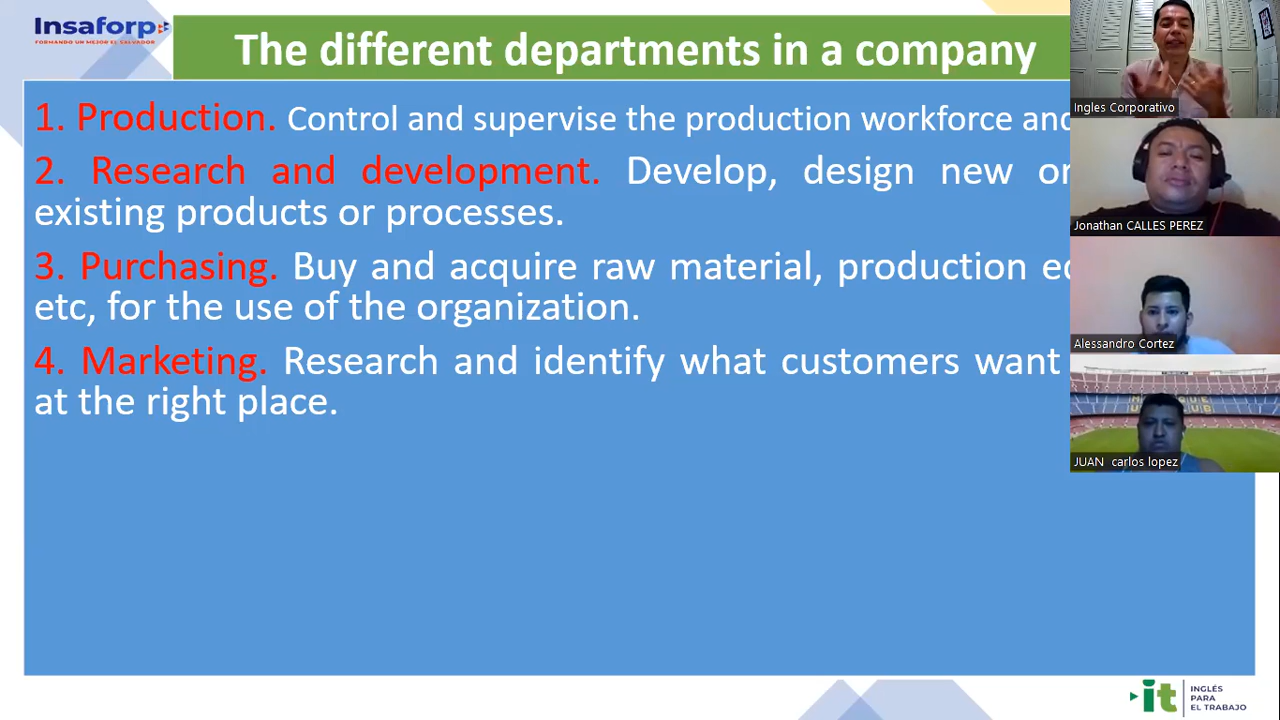 Insaforp
FORMANDO UN MEJOR EL SALVADOR
The different departments in a company
1. Production. Control and supervise the production workforce and
2. Research and development. Develop, design new or
existing products or processes.
3. Purchasing. Buy and acquire raw material, production
etc, for the use of the organization.
4. Marketing. Research and identify what customers want
at the right place.
Ingles Corporativo
Jonathan CALLES PEREZ
Alessandro Cortez
JUAN carlos lopez
it
INGLÉS
PARA
EL TRABAJO